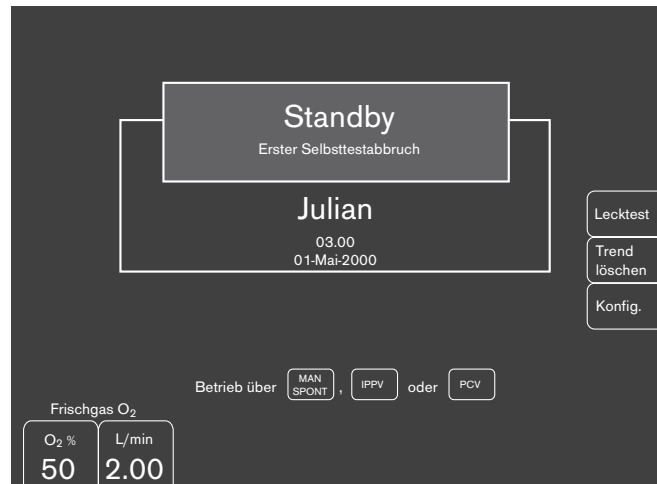 Standby
Erster Selbsttestabbruch
Julian
03.00
01-Mai-2000
Lecktest
Trend
löschen
Konfig.
Betrieb über MAN SPONT , IPPV oder PCV
Frischgas O₂
O₂ % L/min
50 2.00